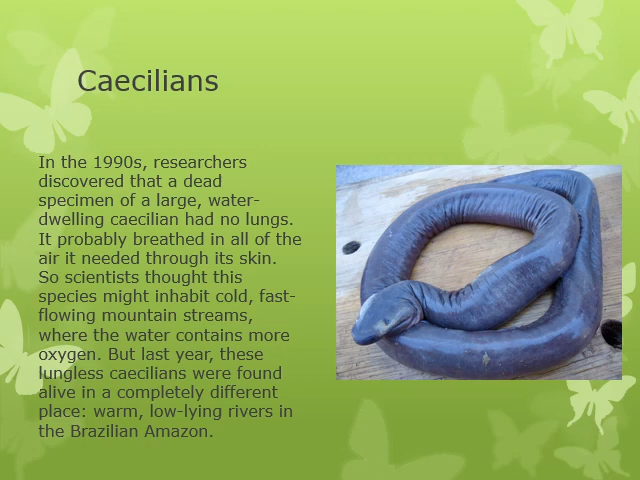 Caecilians
In the 1990s, researchers
discovered that a dead
specimen of a large, water-
dwelling caecilian had no lungs.
It probably breathed in all of the
air it needed through its skin.
So scientists thought this
species might inhabit cold, fast-
flowing mountain streams,
where the water contains more
oxygen. But last year, these
lungless caecilians were found
alive in a completely different
place: warm, low-lying rivers in
the Brazilian Amazon.